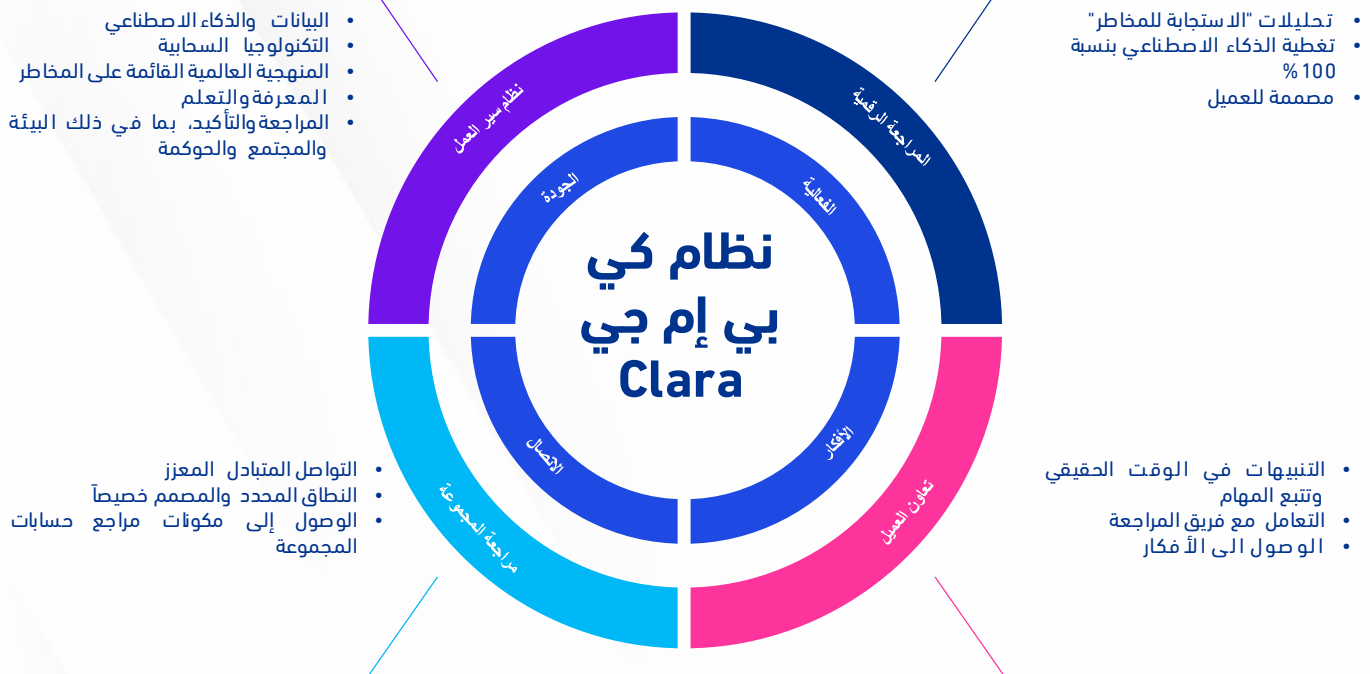 تحليلات "الاستجابة للمخاطر"
تغطية الذكاء الاصطناعي بنسبة
100%
مصممة للعميل
البيانات والذكاء الاصطناعي
التكنولوجيا السحابية
المنهجية العالمية القائمة على المخاطر
المعرفة والتعلم
المراجعة والتأكيد، بما في ذلك البيئة
والمجتمع والحوكمة
المراجعة الرقمية
نظام سير العمل
الفعالية
الجودة
نظام كي
بي إم جي
Clara
الأفكار
الاتصال
تعاون العميل
مراجعة المجموعة
التنبيهات في الوقت الحقيقي
وتتبع المهام
التعامل مع فريق المراجعة
الوصول الى الأفكار
التواصل المتبادل المعزز
النطاق المحدد والمصمم خصيصاً
الوصول إلى مكونات مراجع حسابات
المجموعة